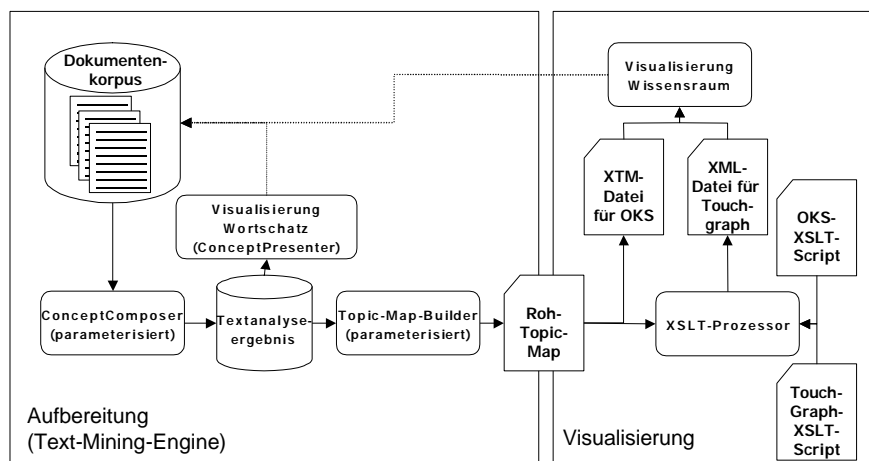 Dokumenten-
korpus
Visualisierung
Wissensraum
XTM-
Datei
für OKS
XML-
Datei für
Touch-
graph
OKS-
XSLT-
Script
Visualisierung
Wortschatz
(ConceptPresenter)
ConceptComposer
(parameterisiert)
Textanalyse-
ergebnis
Topic-Map-Builder
(parameterisiert)
Roh-
Topic-
Map
XSLT-Prozessor
Touch-
Graph-
XSLT-
Script
Aufbereitung
(Text-Mining-Engine)
Visualisierung